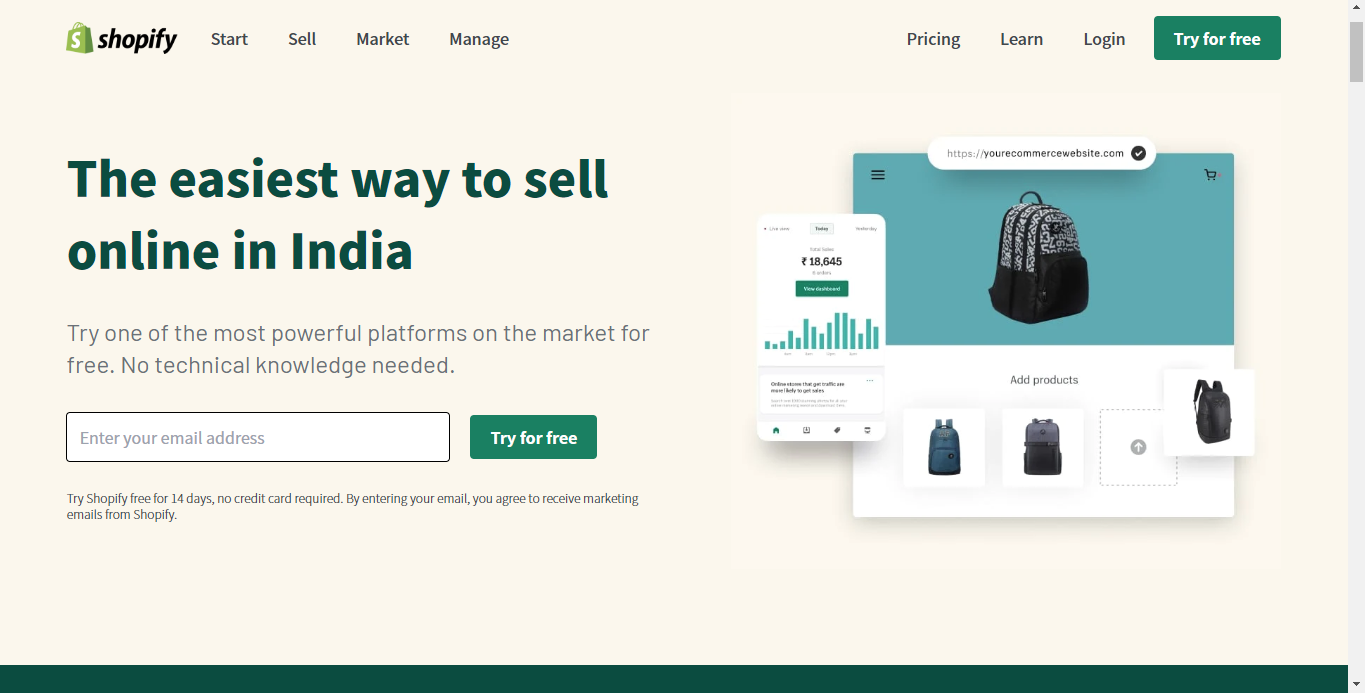 shopify
Start Sell Market Manage
Pricing Learn Login Try for free
The easiest way to sell
online in India
Try one of the most powerful platforms on the market for
free. No technical knowledge needed.
Enter your email address
Try for free
Try Shopify free for 14 days, no credit card required. By entering your email, you agree to receive marketing
emails from Shopify.
https://yourecommercewebsite.com
Live view Today Yesterday
Total Sales
₹ 18,645
View dashboard
Online stores that get traffic are
more likely to get sales
Add products